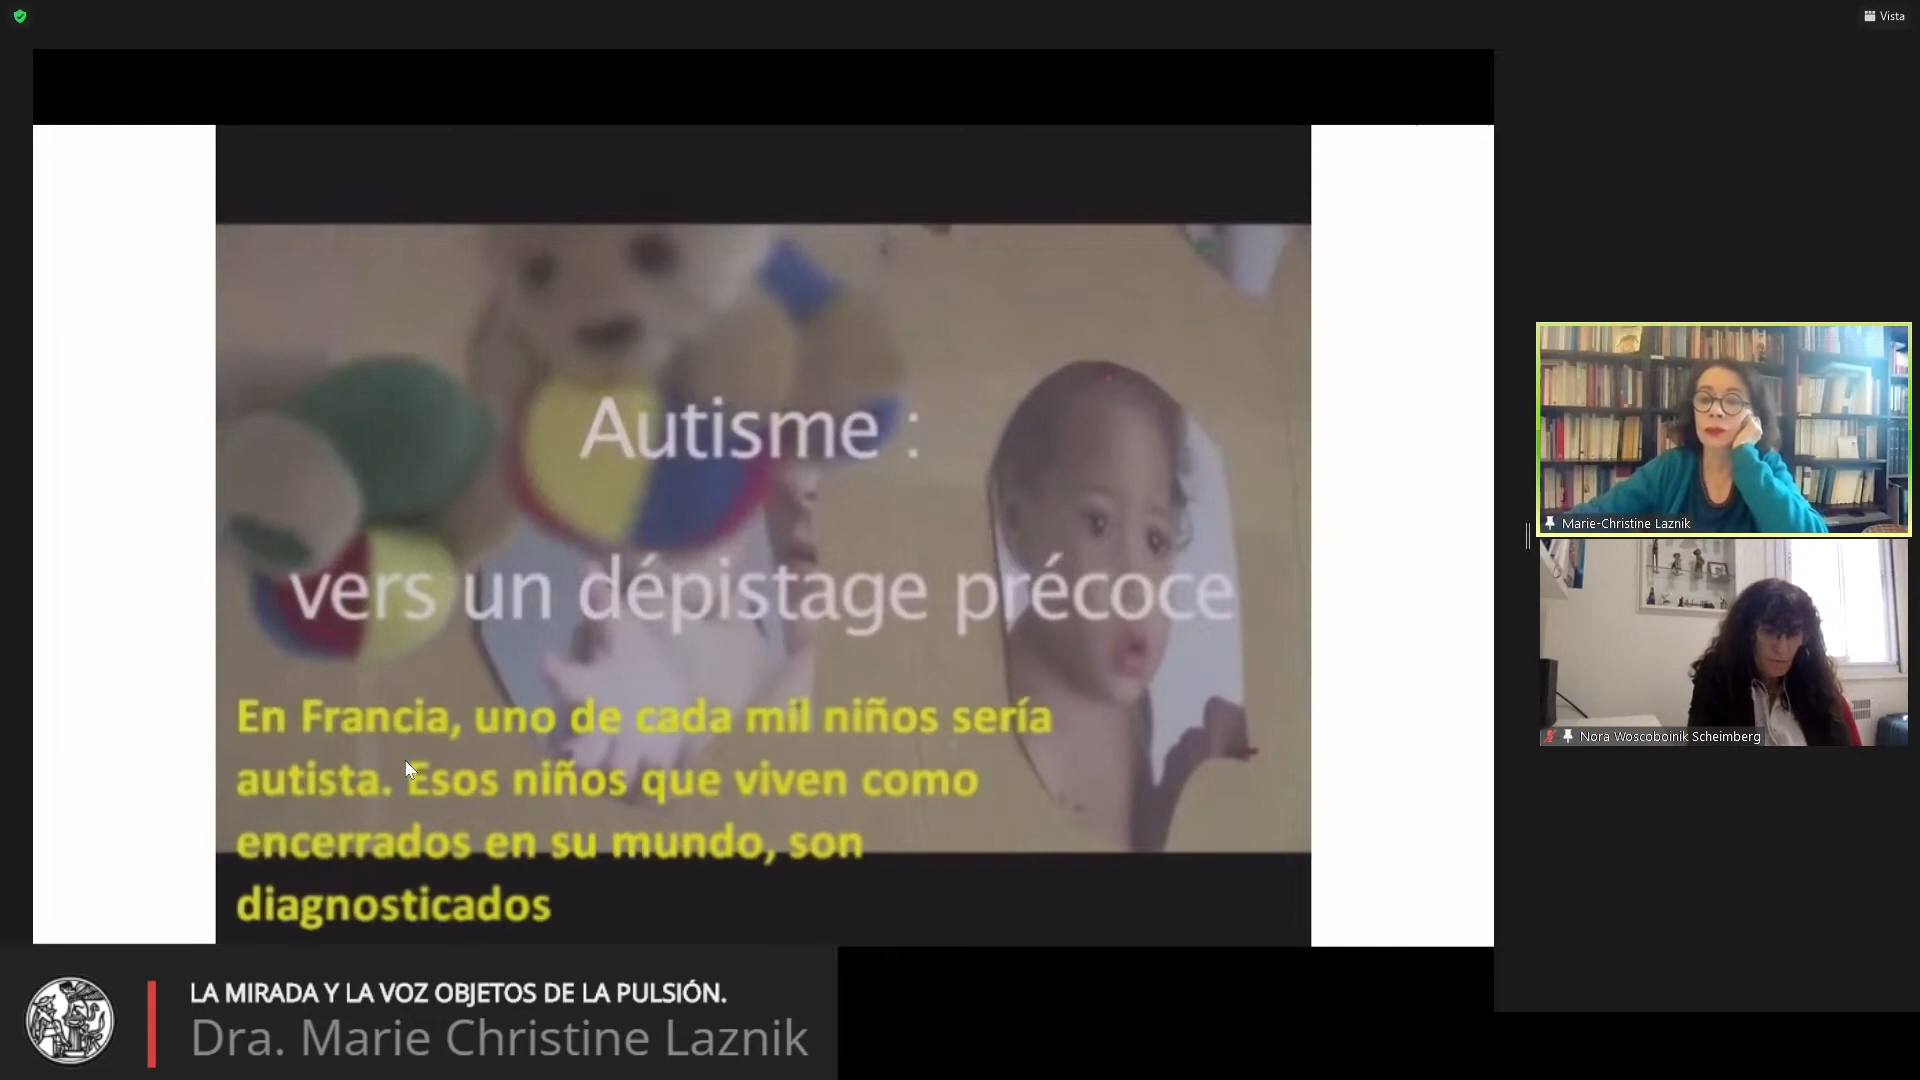 Vista
Autisme :
vers un dépistage précoce
En Francia, uno de cada mil niños sería
autista. Esos niños que viven como
encerrados en su mundo, son
diagnosticados
Marie-Christine Laznik
Nora Woscoboinik Scheimberg
LA MIRADA Y LA VOZ OBJETOS DE LA PULSIÓN.
Dra. Marie Christine Laznik